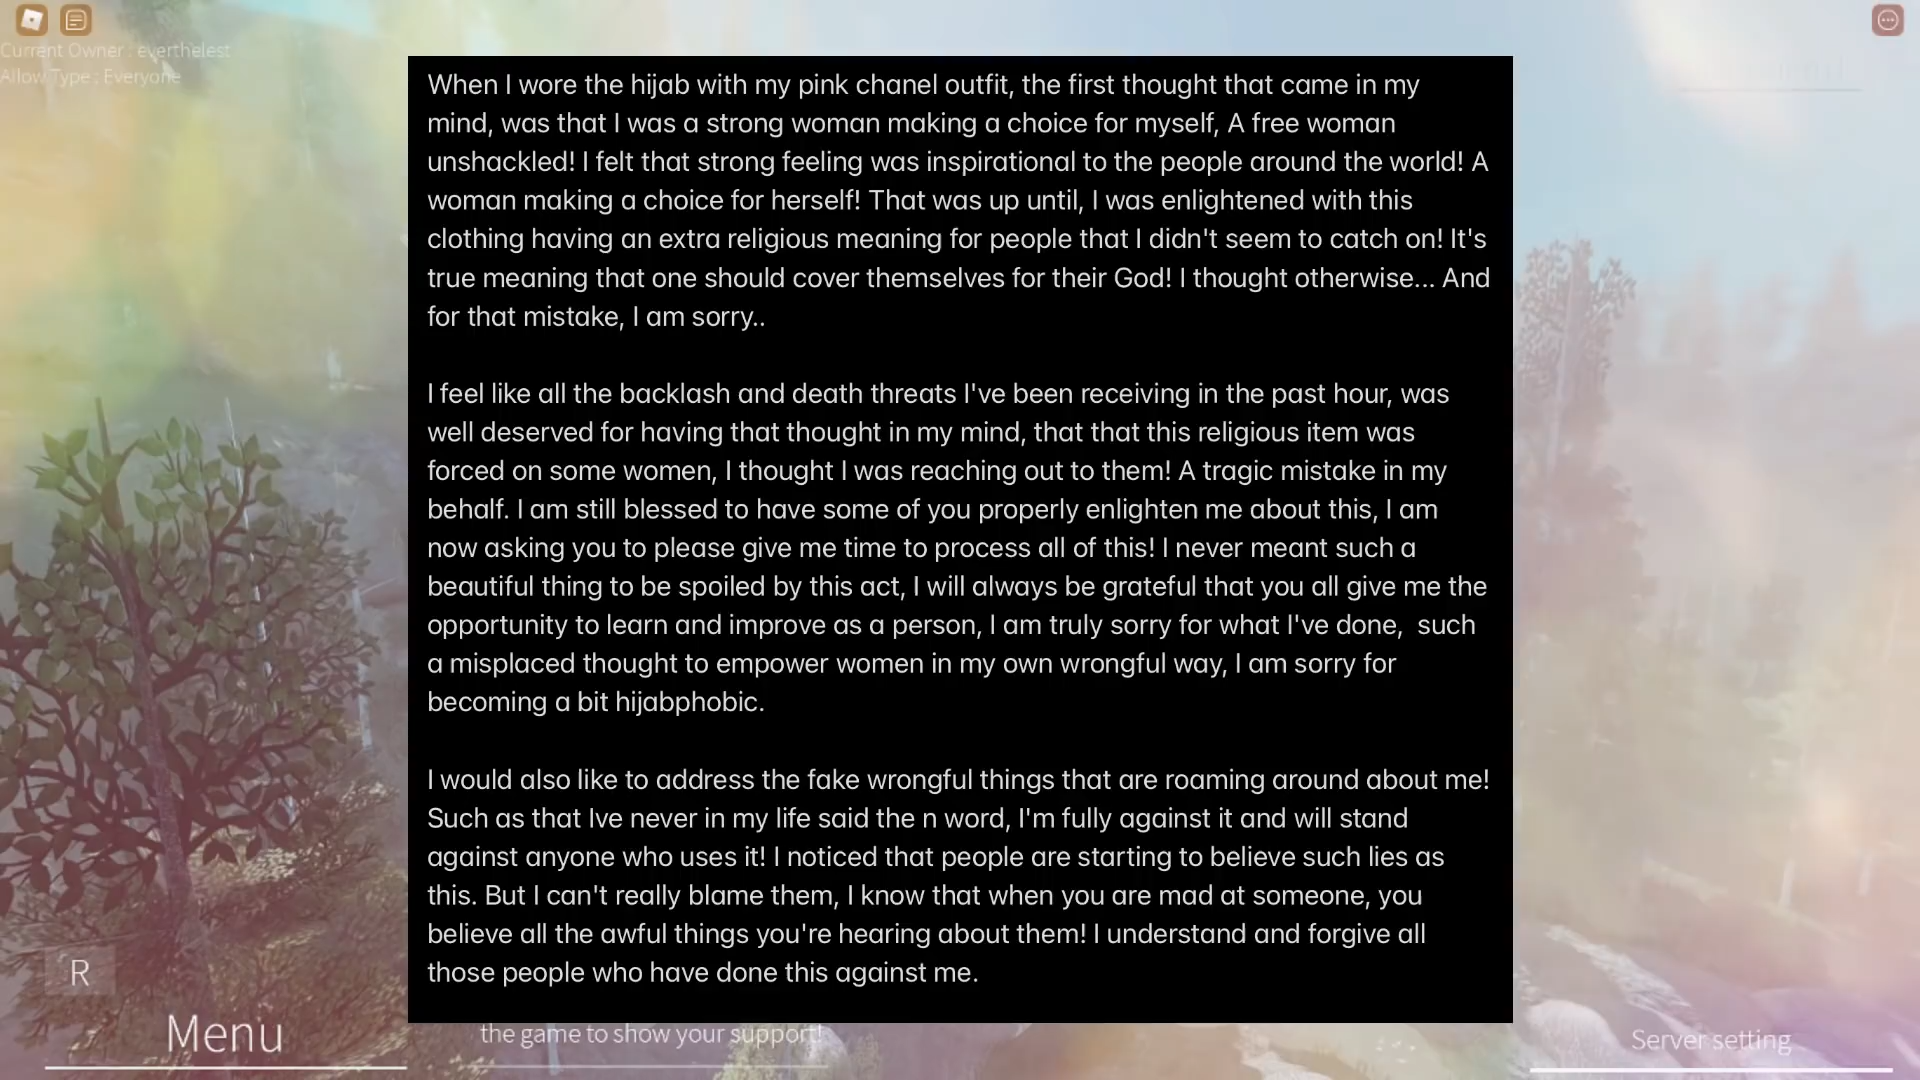 Current Owner : everthelest
Allow Type : Everyone
When I wore the hijab with my pink chanel outfit, the first thought that came in my
mind, was that I was a strong woman making a choice for myself, A free woman
unshackled! I felt that strong feeling was inspirational to the people around the world! A
woman making a choice for herself! That was up until, I was enlightened with this
clothing having an extra religious meaning for people that I didn't seem to catch on! It's
true meaning that one should cover themselves for their God! I thought otherwise... And
for that mistake, I am sorry..
I feel like all the backlash and death threats I've been receiving in the past hour, was
well deserved for having that thought in my mind, that that this religious item was
forced on some women, I thought I was reaching out to them! A tragic mistake in my
behalf. I am still blessed to have some of you properly enlighten me about this, I am
now asking you to please give me time to process all of this! I never meant such a
beautiful thing to be spoiled by this act, I will always be grateful that you all give me the
opportunity to learn and improve as a person, I am truly sorry for what I've done,  such
a misplaced thought to empower women in my own wrongful way, I am sorry for
becoming a bit hijabphobic.
I would also like to address the fake wrongful things that are roaming around about me!
Such as that Ive never in my life said the n word, I'm fully against it and will stand
against anyone who uses it! I noticed that people are starting to believe such lies as
this. But I can't really blame them, I know that when you are mad at someone, you
believe all the awful things you're hearing about them! I understand and forgive all
those people who have done this against me.
R
Menu
the game to show your support!
Server setting